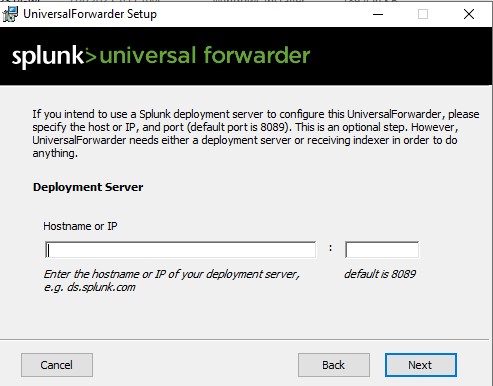 UniversalForwarder Setup
splunk>universal forwarder
If you intend to use a Splunk deployment server to configure this UniversalForwarder, please
specify the host or IP, and port (default port is 8089). This is an optional step. However,
UniversalForwarder needs either a deployment server or receiving indexer in order to do
anything.
Deployment Server
Hostname or IP
:
Enter the hostname or IP of your deployment server,
e.g. ds.splunk.com
default is 8089
Cancel
Back
Next